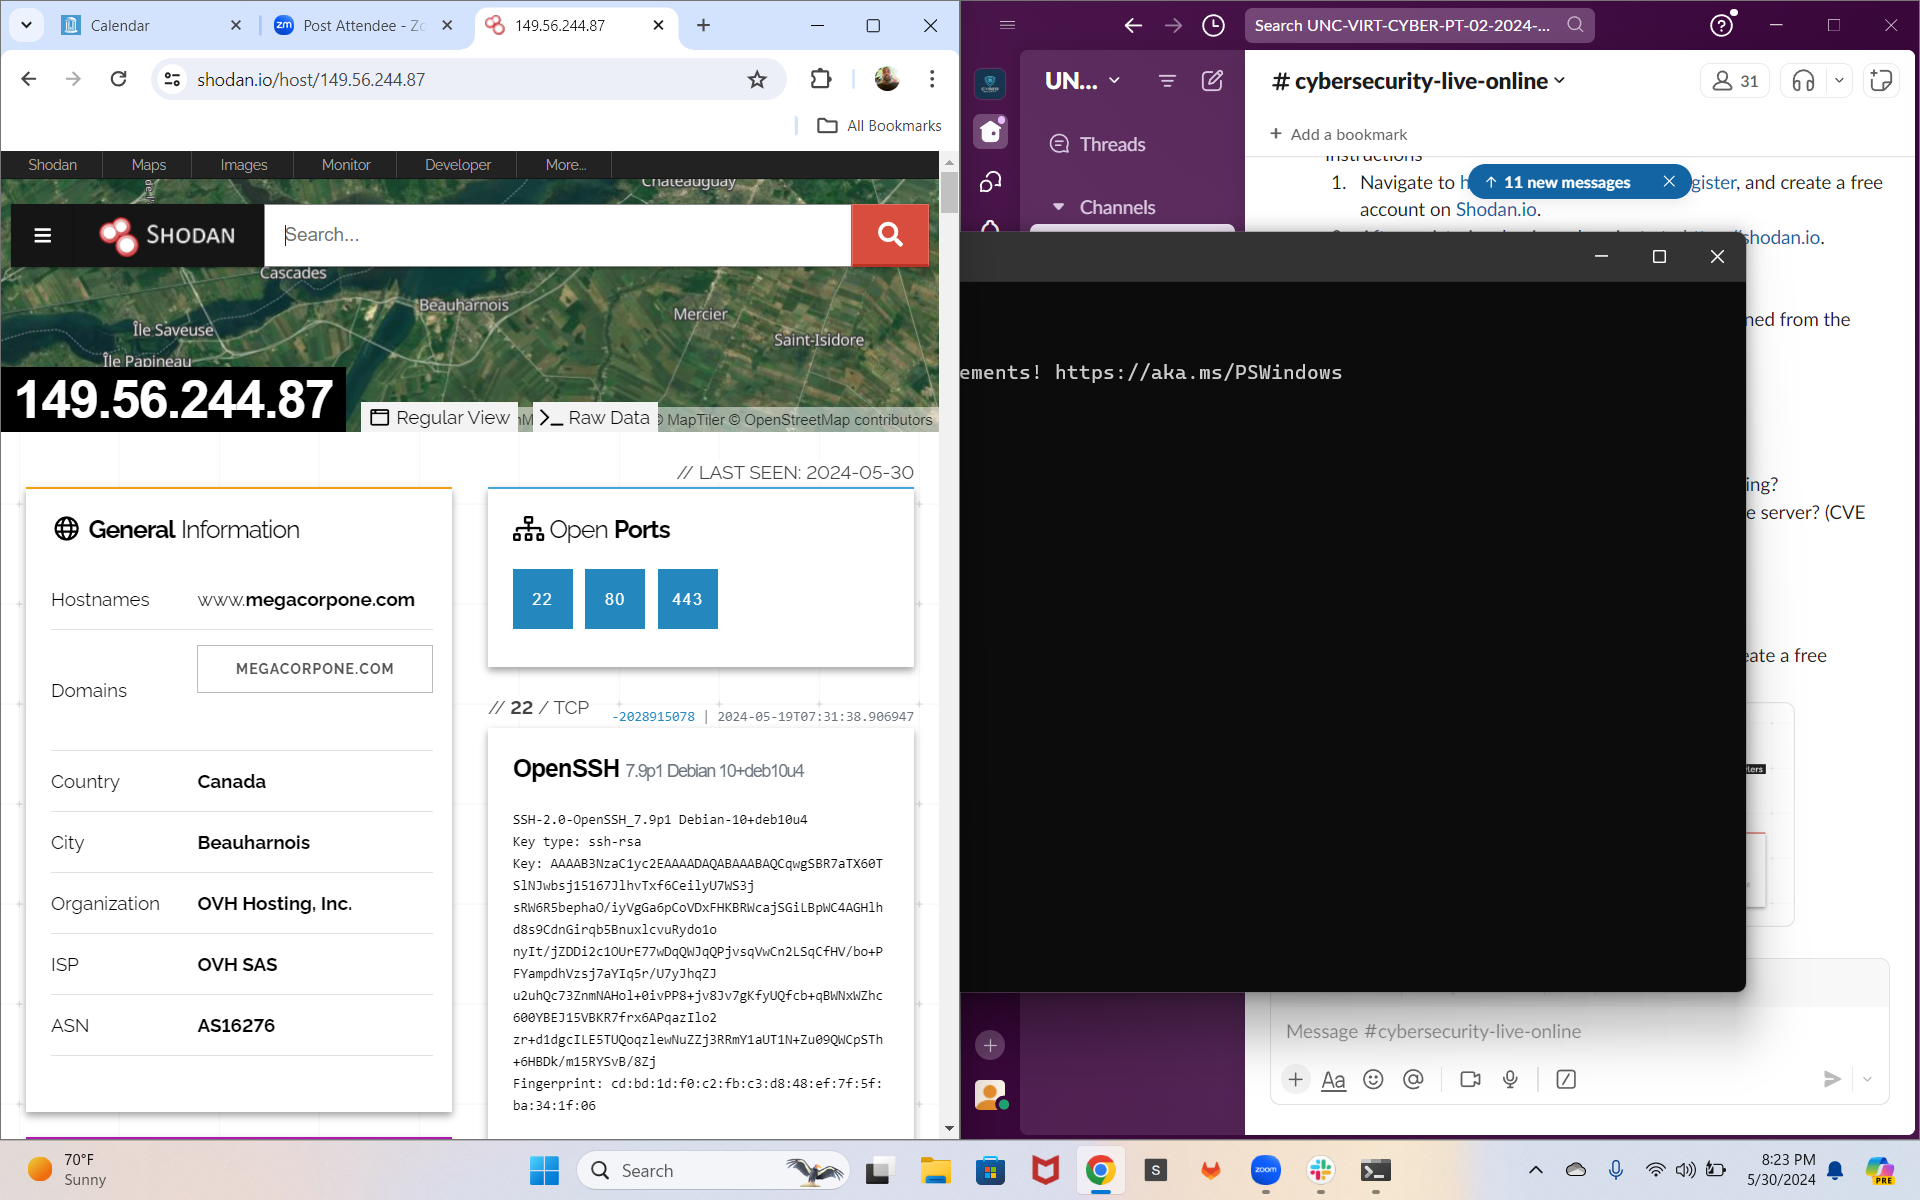 Calendar
Post Attendee - Zo
149.56.244.87
shodan.io/host/149.56.244.87
All Bookmarks
Shodan
Maps
Images
Monitor
Developer
More...
Chateauguay
SHODAN
Search...
Cascades
Beauharnois
Mercier
Île Saveuse
Saint-Isidore
Île Papineau
149.56.244.87
Regular View
Raw Data
© MapTiler © OpenStreetMap contributors
// LAST SEEN: 2024-05-30
General Information
Hostnames
www.megacorpone.com
Domains
MEGACORPONE.COM
Country
Canada
City
Beauharnois
Organization
OVH Hosting, Inc.
ISP
OVH SAS
ASN
AS16276
Open Ports
22
80
443
// 22 / TCP
-2028915078 | 2024-05-19T07:31:38.906947
OpenSSH 7.9p1 Debian 10+deb10u4
SSH-2.0-OpenSSH_7.9p1 Debian-10+deb10u4
Key type: ssh-rsa
Key: AAAAB3NzaC1yc2EAAAADAQABAAABAQCqwgSBR7aTX60T
SlNJwbsj15167JlhvTxf6CeilyU7WS3j
sRW6R5bephaO/iyVgGa6pCoVDxFHKBRWcajSGiLBpWC4AGHlh
d8s9CdnGirqb5BnuxlcvuRydo1o
nyIt/jZDDi2c1OUrE77wDqQWJqQPjvsqVwCn2LSqCfHV/bo+P
FYampdhVzsj7aYIq5r/U7yJhqZJ
u2uhQc73ZnmNAHol+0ivPP8+jv8Jv7gKfyUQfcb+qBWNxWZhc
600YBEJ15VBKR7frx6APqazIlo2
zr+d1dgcILE5TUQoqzlewNuZZj3RRmY1aUT1N+Zu09QWCpSTh
+6HBDk/m15RYSvB/8Zj
Fingerprint: cd:bd:1d:f0:c2:fb:c3:d8:48:ef:7f:5f:
ba:34:1f:06
Search UNC-VIRT-CYBER-PT-02-2024-...
UN...
# cybersecurity-live-online
31
Add a bookmark
Threads
Channels
Instructions
11 new messages
1. Navigate to h
gister, and create a free
account on Shodan.io.
shodan.io.
ned from the
ements! https://aka.ms/PSWindows
ing?
e server? (CVE
eate a free
Message #cybersecurity-live-online
Aa
70°F
Sunny
Search
S
zoom
8:23 PM
5/30/2024
PRE